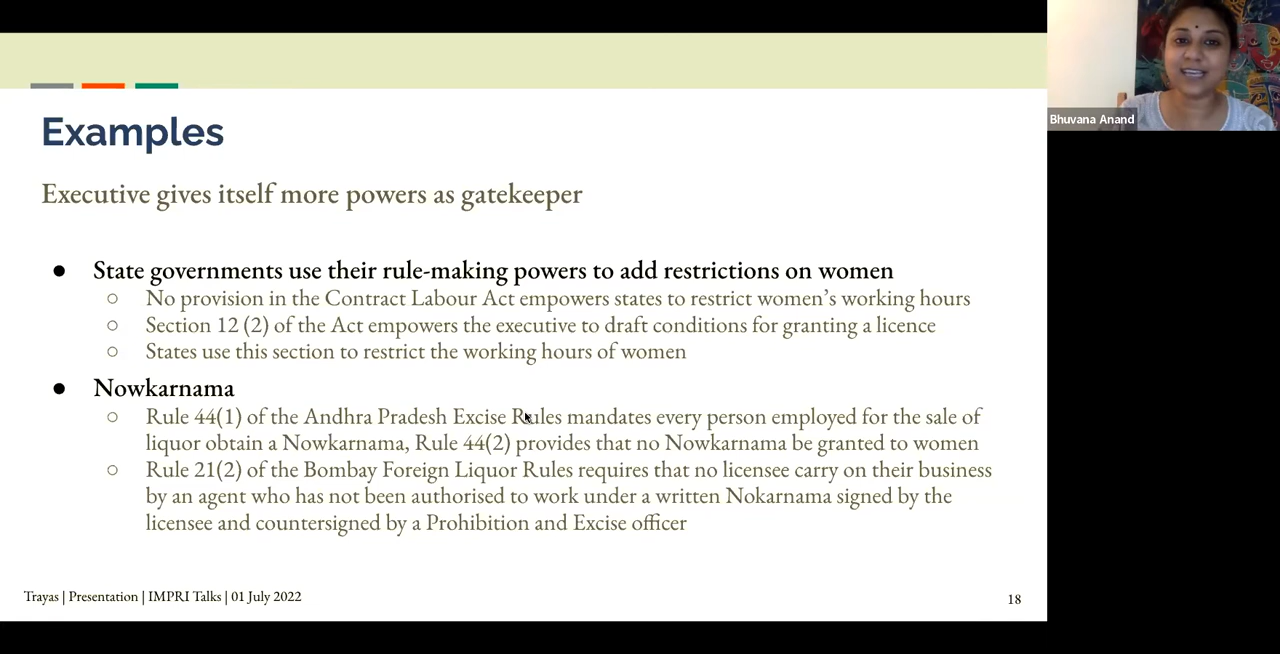 Examples
Executive gives itself more powers as gatekeeper
● State governments use their rule-making powers to add restrictions on women
○ No provision in the Contract Labour Act empowers states to restrict women’s working hours
○ Section 12 (2) of the Act empowers the executive to draft conditions for granting a licence
○ States use this section to restrict the working hours of women
● Nowkarnama
○ Rule 44(1) of the Andhra Pradesh Excise Rules mandates every person employed for the sale of
liquor obtain a Nowkarnama, Rule 44(2) provides that no Nowkarnama be granted to women
○ Rule 21(2) of the Bombay Foreign Liquor Rules requires that no licensee carry on their business
by an agent who has not been authorised to work under a written Nokarnama signed by the
licensee and countersigned by a Prohibition and Excise officer
Trayas | Presentation | IMPRI Talks | 01 July 2022
18
Bhuvana Anand